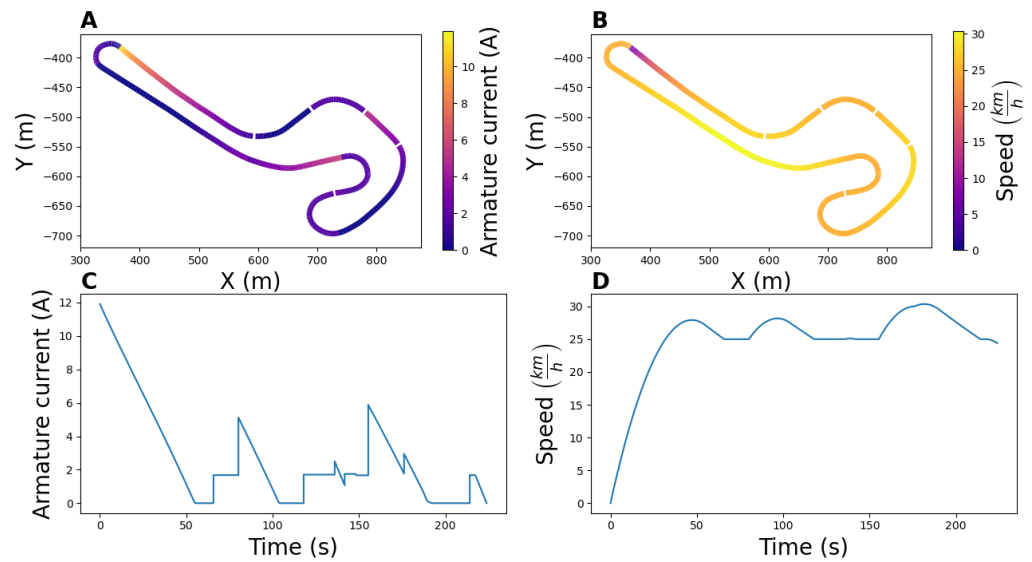 A
−400
−450
−500
−550
−600
−650
−700
Y (m)
300 400 500 600 700 800
X (m)
10
8
6
4
2
0
Armature current (A)
B
−400
−450
−500
−550
−600
−650
−700
Y (m)
300 400 500 600 700 800
X (m)
30
25
20
15
10
5
0
Speed (km/h)
C
12
10
8
6
4
2
0
Armature current (A)
0 50 100 150 200
Time (s)
D
30
25
20
15
10
5
0
Speed (km/h)
0 50 100 150 200
Time (s)